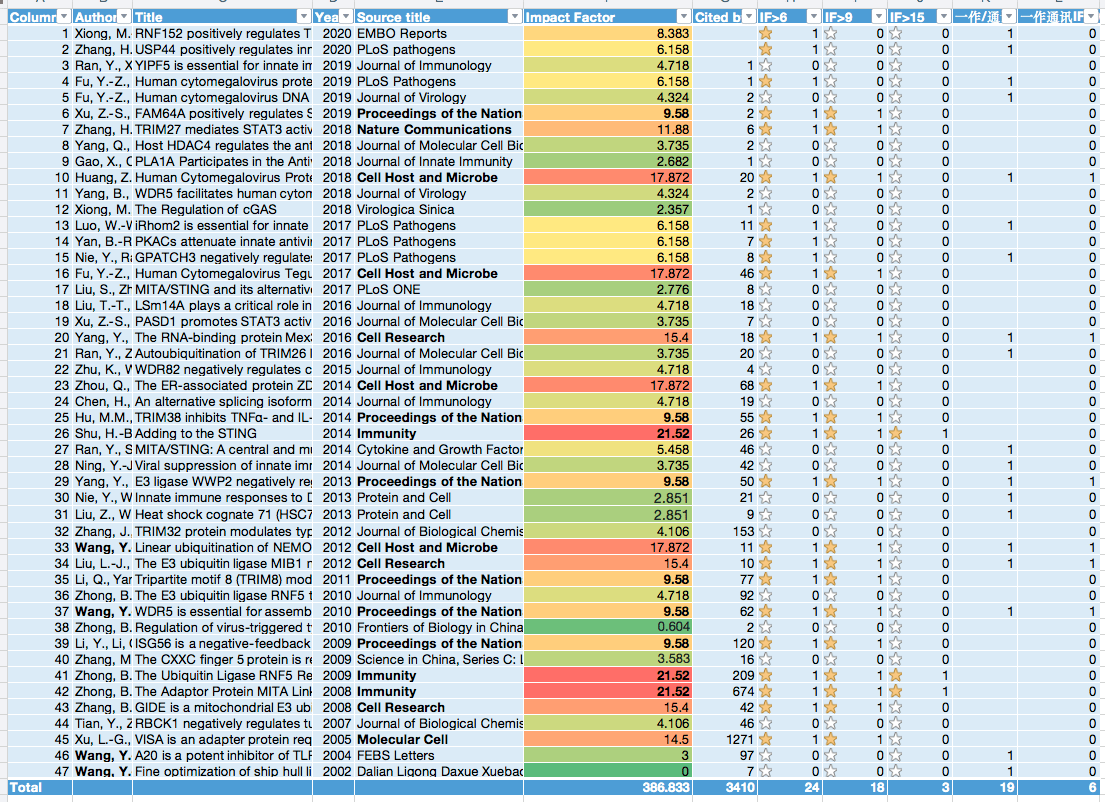 Column Author Title Yea Source title Impact Factor Cited b IF>6 IF>9 IF>15 一作/通 一作通讯IF
1 Xiong, M. RNF152 positively regulates T 2020 EMBO Reports 8.383 1 0 0 1 0
2 Zhang, H. USP44 positively regulates inn 2020 PLoS pathogens 6.158 1 0 0 1 0
3 Ran, Y., X YIPF5 is essential for innate im 2019 Journal of Immunology 4.718 1 0 0 0 0
4 Fu, Y.-Z., Human cytomegalovirus prote 2019 PLoS Pathogens 6.158 1 1 0 0 1 0
5 Fu, Y.-Z., Human cytomegalovirus DNA 2019 Journal of Virology 4.324 2 0 0 0 1 0
6 Xu, Z.-S., FAM64A positively regulates S 2019 Proceedings of the Nation 9.58 2 1 1 0 0
7 Zhang, H. TRIM27 mediates STAT3 activ 2018 Nature Communications 11.88 6 1 1 0 0
8 Yang, Q., Host HDAC4 regulates the ant 2018 Journal of Molecular Cell Bio 3.735 2 0 0 0 0
9 Gao, X., C PLA1A Participates in the Anti 2018 Journal of Innate Immunity 2.682 1 0 0 0 0
10 Huang, Z. Human Cytomegalovirus Prote 2018 Cell Host and Microbe 17.872 20 1 1 0 1 1
11 Yang, B., WDR5 facilitates human cytom 2018 Journal of Virology 4.324 2 0 0 0 0
12 Xiong, M. The Regulation of cGAS 2018 Virologica Sinica 2.357 1 0 0 0 0
13 Luo, W.-W iRhom2 is essential for innate 2017 PLoS Pathogens 6.158 11 1 0 0 1 0
14 Yan, B.-R PKACs attenuate innate antivir 2017 PLoS Pathogens 6.158 7 1 0 0 0
15 Nie, Y., Ra GPATCH3 negatively regulates 2017 PLoS Pathogens 6.158 8 1 0 0 1 0
16 Fu, Y.-Z., Human Cytomegalovirus Tegu 2017 Cell Host and Microbe 17.872 46 1 1 0 0
17 Liu, S., Zh MITA/STING and its alternative 2017 PLoS ONE 2.776 8 0 0 0 0
18 Liu, T.-T., LSm14A plays a critical role in 2016 Journal of Immunology 4.718 18 0 0 0 0
19 Xu, Z.-S., PASD1 promotes STAT3 activ 2016 Journal of Molecular Cell Bio 3.735 7 0 0 0 0
20 Yang, Y., The RNA-binding protein Mex3 2016 Cell Research 15.4 18 1 1 0 1 1
21 Ran, Y., Z Autoubiquitination of TRIM26 l 2016 Journal of Molecular Cell Bio 3.735 20 0 0 0 1 0
22 Zhu, K., W WDR82 negatively regulates c 2015 Journal of Immunology 4.718 4 0 0 0 0
23 Zhou, Q., The ER-associated protein ZD 2014 Cell Host and Microbe 17.872 68 1 1 0 0
24 Chen, H., An alternative splicing isoform 2014 Journal of Immunology 4.718 19 0 0 0 0
25 Hu, M.M., TRIM38 inhibits TNFα- and IL- 2014 Proceedings of the Nation 9.58 55 1 1 0 0
26 Shu, H.-B Adding to the STING 2014 Immunity 21.52 26 1 1 1 0
27 Ran, Y., S MITA/STING: A central and mu 2014 Cytokine and Growth Factor 5.458 46 0 0 0 1 0
28 Ning, Y.-J Viral suppression of innate imr 2014 Journal of Molecular Cell Bio 3.735 42 0 0 0 1 0
29 Yang, Y., E3 ligase WWP2 negatively re 2013 Proceedings of the Nation 9.58 50 1 1 0 1 1
30 Nie, Y., W Innate immune responses to D 2013 Protein and Cell 2.851 21 0 0 0 1 0
31 Liu, Z., W Heat shock cognate 71 (HSC7 2013 Protein and Cell 2.851 9 0 0 0 1 0
32 Zhang, J., TRIM32 protein modulates typ 2012 Journal of Biological Chemis 4.106 153 0 0 0 0
33 Wang, Y. Linear ubiquitination of NEMO 2012 Cell Host and Microbe 17.872 11 1 1 0 1 1
34 Liu, L.-J., The E3 ubiquitin ligase MIB1 n 2012 Cell Research 15.4 10 1 1 0 1 1
35 Li, Q., Yar Tripartite motif 8 (TRIM8) mod 2011 Proceedings of the Nation 9.58 77 1 1 0 0
36 Zhong, B. The E3 ubiquitin ligase RNF5 t 2010 Journal of Immunology 4.718 92 0 0 0 0
37 Wang, Y. WDR5 is essential for assemb 2010 Proceedings of the Nation 9.58 62 1 1 0 1 1
38 Zhong, B. Regulation of virus-triggered t 2010 Frontiers of Biology in China 0.604 2 0 0 0 0
39 Li, Y., Li, ( ISG56 is a negative-feedback 2009 Proceedings of the Nation 9.58 120 1 1 0 0
40 Zhang, M The CXXC finger 5 protein is re 2009 Science in China, Series C: L 3.583 16 0 0 0 0
41 Zhong, B. The Ubiquitin Ligase RNF5 Re 2009 Immunity 21.52 209 1 1 1 0
42 Zhong, B. The Adaptor Protein MITA Link 2008 Immunity 21.52 674 1 1 1 0
43 Zhang, B. GIDE is a mitochondrial E3 ub 2008 Cell Research 15.4 42 1 1 0 0
44 Tian, Y., Z RBCK1 negatively regulates tu 2007 Journal of Biological Chemis 4.106 46 0 0 0 0
45 Xu, L.-G., VISA is an adapter protein req 2005 Molecular Cell 14.5 1271 1 1 0 0
46 Wang, Y. A20 is a potent inhibitor of TLF 2004 FEBS Letters 3 97 0 0 0 1 0
47 Wang, Y. Fine optimization of ship hull li 2002 Dalian Ligong Daxue Xuebac 0 7 0 0 0 1 0
Total 386.833 3410 24 18 3 19 6